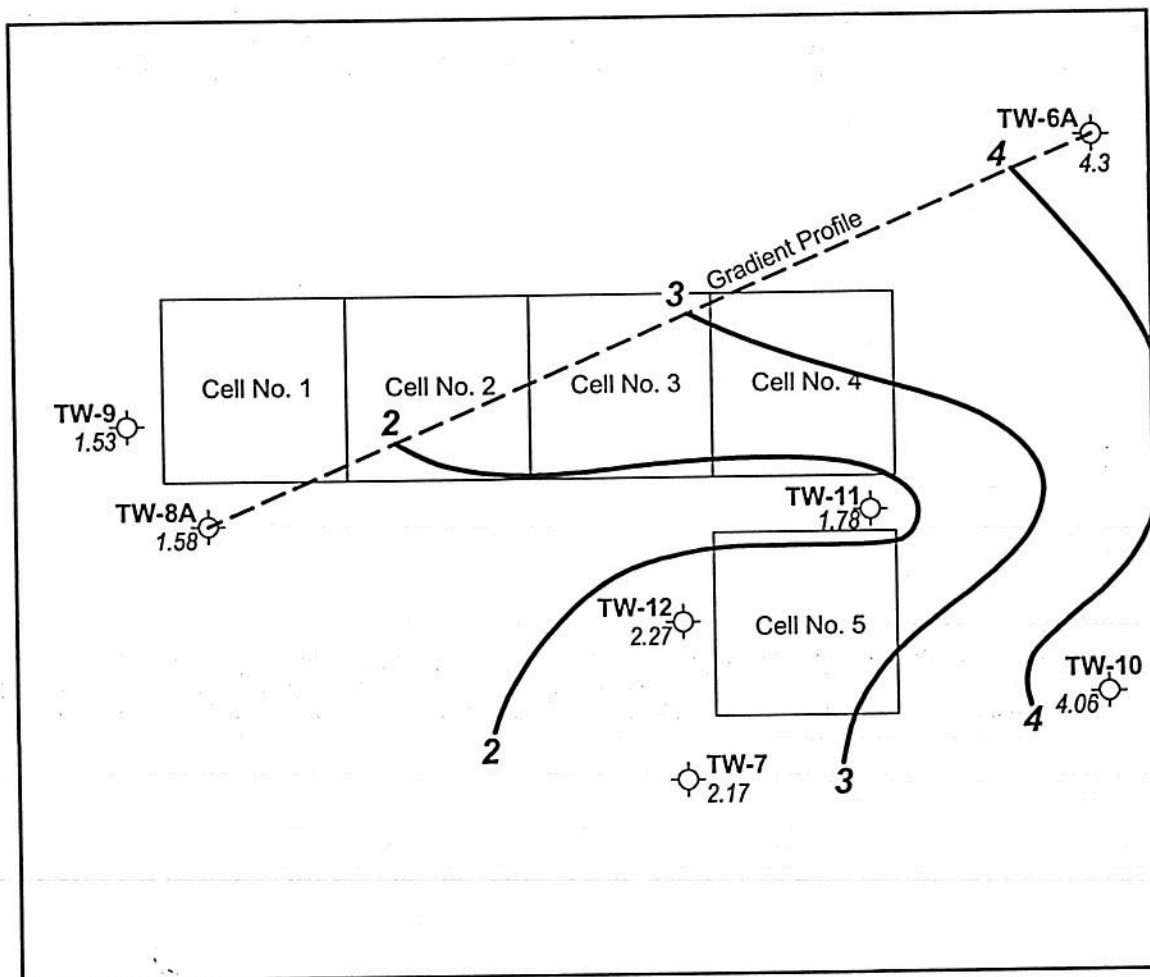 TW-6A
4.3
4
Gradient Profile
3
Cell No. 1
Cell No. 2
Cell No. 3
Cell No. 4
TW-9
1.53
2
TW-8A
1.58
TW-11
1.78
TW-12
2.27
Cell No. 5
TW-10
4.06
4
2
TW-7
2.17
3